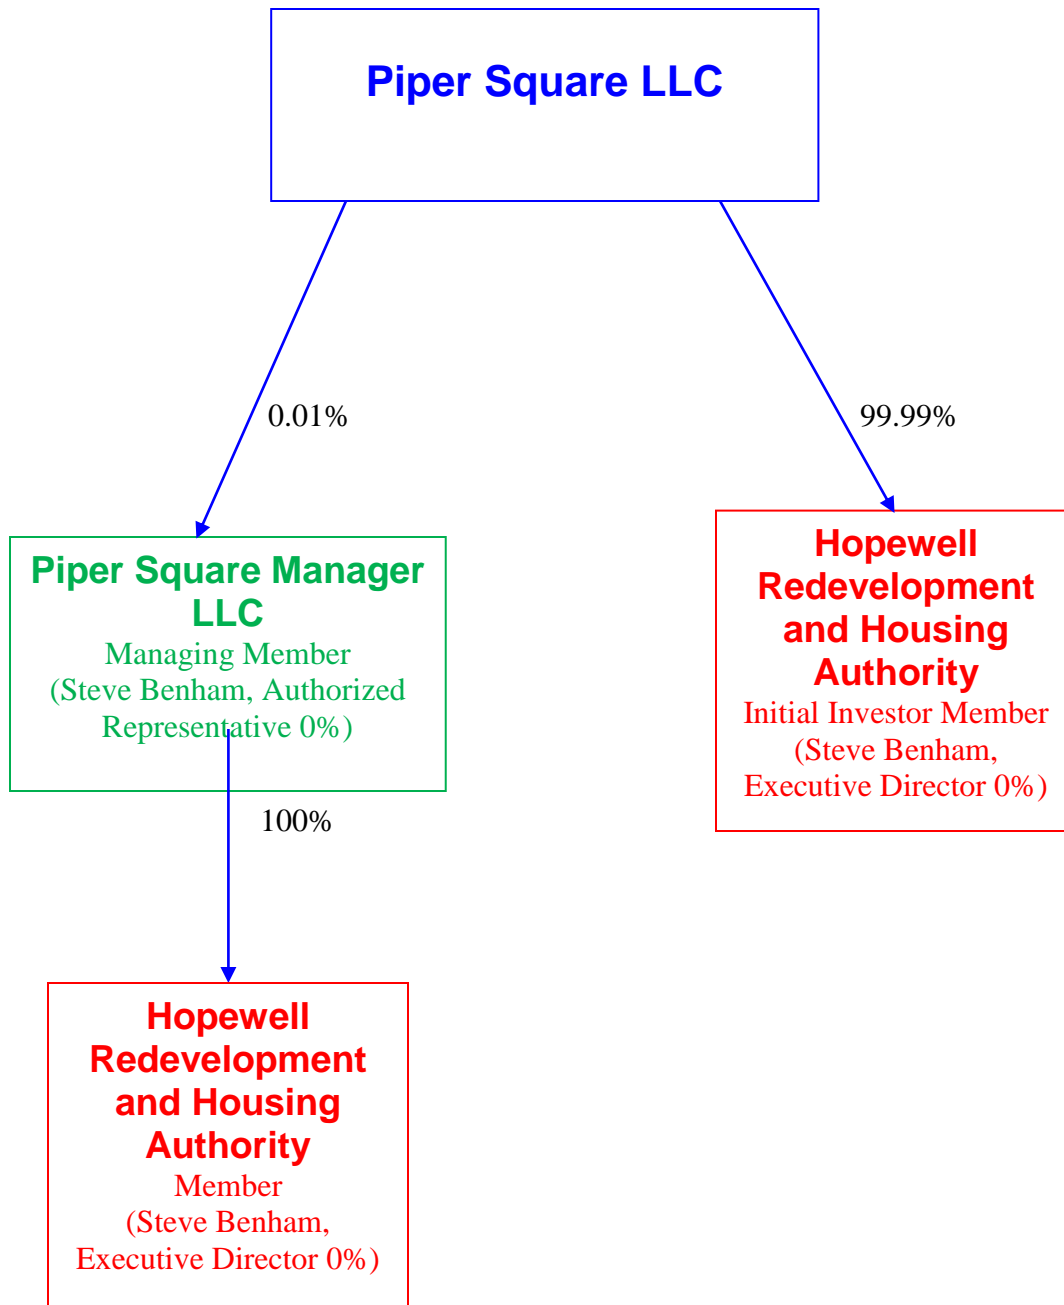 Piper Square LLC
0.01%
99.99%
Piper Square Manager
LLC
Managing Member
(Steve Benham, Authorized
Representative 0%)
Hopewell
Redevelopment
and Housing
Authority
Initial Investor Member
(Steve Benham,
Executive Director 0%)
100%
Hopewell
Redevelopment
and Housing
Authority
Member
(Steve Benham,
Executive Director 0%)